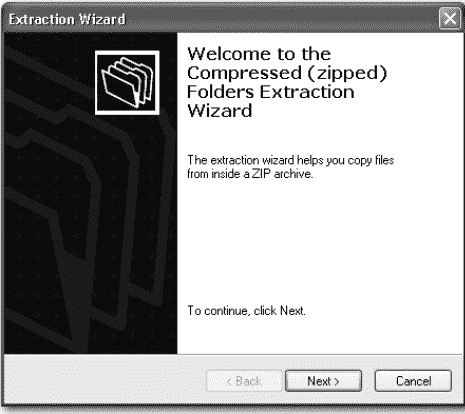 Extraction Wizard
Welcome to the
Compressed (zipped)
Folders Extraction
Wizard
The extraction wizard helps you copy files
from inside a ZIP archive.
To continue, click Next.
< Back Next > Cancel